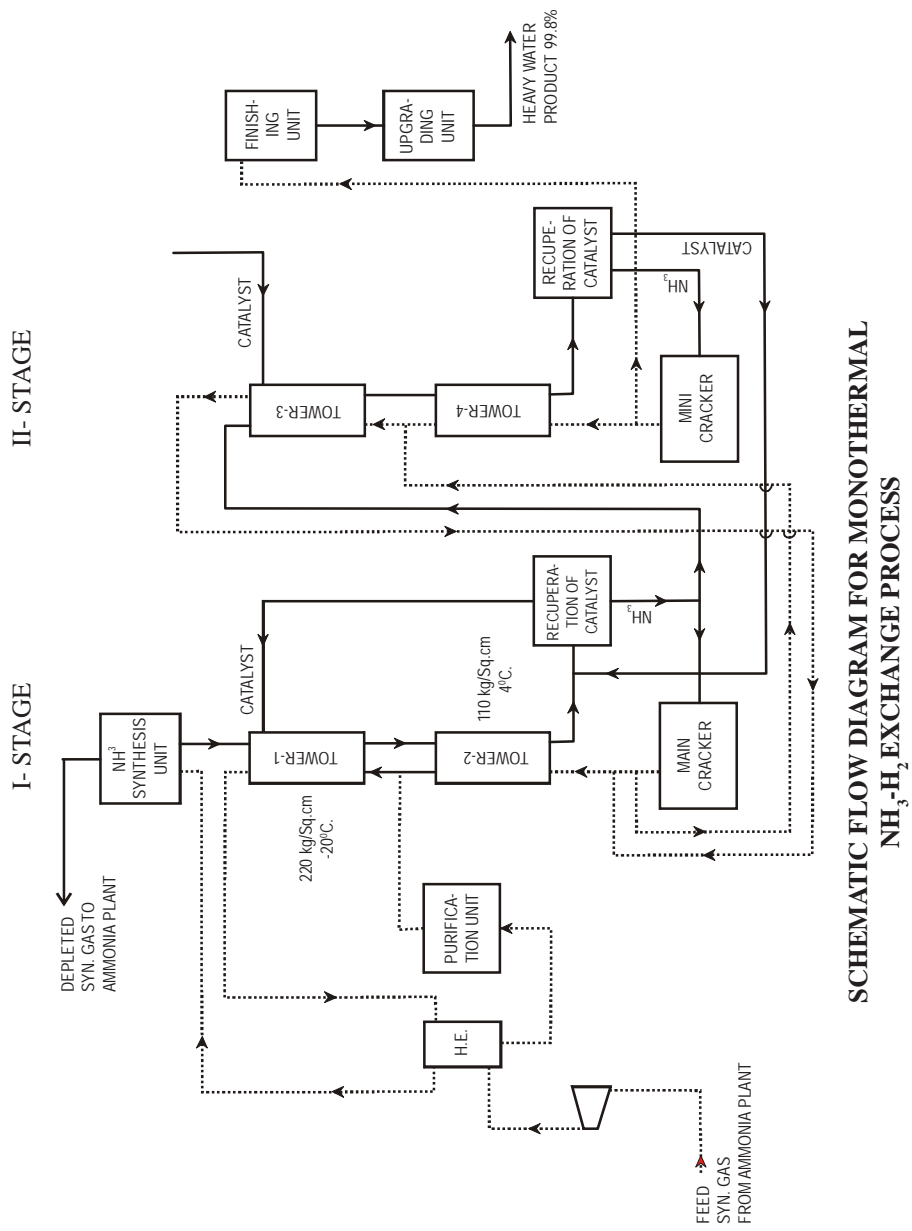 I- STAGE
II- STAGE
DEPLETED
SYN. GAS TO
AMMONIA PLANT
NH3
SYNTHESIS
UNIT
CATALYST
TOWER-1
220 kg/Sq.cm
-20⁰C.
TOWER-2
110 kg/Sq.cm
4⁰C.
PURIFICA-
TION UNIT
H.E.
FEED
SYN. GAS
FROM AMMONIA PLANT
RECUPERA-
TION OF
CATALYST
NH₃
MAIN
CRACKER
CATALYST
TOWER-3
TOWER-4
RECUPE-
RATION OF
CATALYST
NH₃
CATALYST
MINI
CRACKER
FINISH-
ING
UNIT
UPGRA-
DING
UNIT
HEAVY WATER
PRODUCT 99.8%
SCHEMATIC FLOW DIAGRAM FOR MONOTHERMAL
NH₃-H₂ EXCHANGE PROCESS